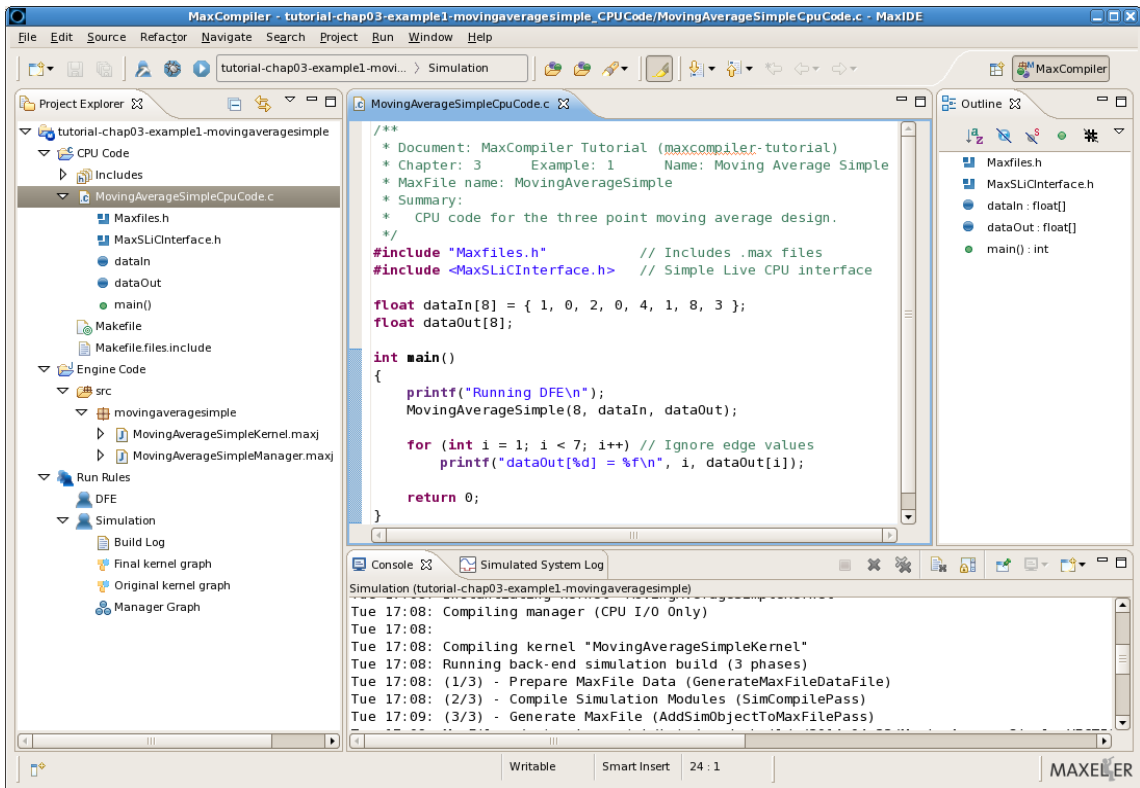 MaxCompiler - tutorial-chap03-example1-movingaveragesimple_CPUCode/MovingAverageSimpleCpuCode.c - MaxIDE
File Edit Source Refactor Navigate Search Project Run Window Help
tutorial-chap03-example1-movi... > Simulation
MaxCompiler
Project Explorer
tutorial-chap03-example1-movingaveragesimple
CPU Code
Includes
MovingAverageSimpleCpuCode.c
Maxfiles.h
MaxSLiCInterface.h
dataIn
dataOut
main()
Makefile
Makefile.files.include
Engine Code
src
movingaveragesimple
MovingAverageSimpleKernel.maxj
MovingAverageSimpleManager.maxj
Run Rules
DFE
Simulation
Build Log
Final kernel graph
Original kernel graph
Manager Graph
MovingAverageSimpleCpuCode.c
/**
* Document: MaxCompiler Tutorial (maxcompiler-tutorial)
* Chapter: 3 Example: 1 Name: Moving Average Simple
* MaxFile name: MovingAverageSimple
* Summary:
* CPU code for the three point moving average design.
*/
#include "Maxfiles.h" // Includes .max files
#include <MaxSLiCInterface.h> // Simple Live CPU interface
float dataIn[8] = { 1, 0, 2, 0, 4, 1, 8, 3 };
float dataOut[8];
int main()
{
printf("Running DFE\n");
MovingAverageSimple(8, dataIn, dataOut);
for (int i = 1; i < 7; i++) // Ignore edge values
printf("dataOut[%d] = %f\n", i, dataOut[i]);
return 0;
}
Outline
Maxfiles.h
MaxSLiCInterface.h
dataIn : float[]
dataOut : float[]
main() : int
Console
Simulated System Log
Simulation (tutorial-chap03-example1-movingaveragesimple)
Tue 17:08: Compiling manager (CPU I/O Only)
Tue 17:08:
Tue 17:08: Compiling kernel "MovingAverageSimpleKernel"
Tue 17:08: Running back-end simulation build (3 phases)
Tue 17:08: (1/3) - Prepare MaxFile Data (GenerateMaxFileDataFile)
Tue 17:08: (2/3) - Compile Simulation Modules (SimCompilePass)
Tue 17:09: (3/3) - Generate MaxFile (AddSimObjectToMaxFilePass)
Writable Smart Insert 24 : 1
MAXELER